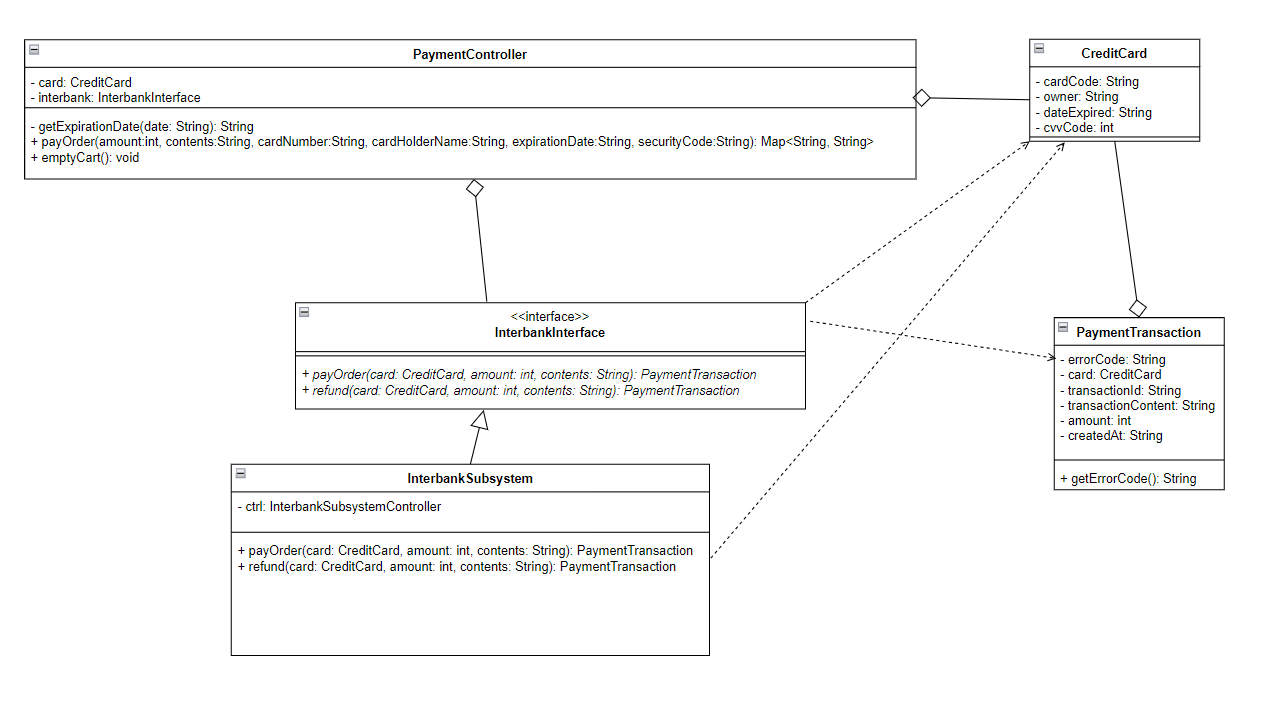 PaymentController
- card: CreditCard
- interbank: InterbankInterface
- getExpirationDate(date: String): String
+ payOrder(amount:int, contents:String, cardNumber:String, cardHolderName:String, expirationDate:String, securityCode:String): Map<String, String>
+ emptyCart(): void
CreditCard
- cardCode: String
- owner: String
- dateExpired: String
- cvvCode: int
<<interface>>
InterbankInterface
+ payOrder(card: CreditCard, amount: int, contents: String): PaymentTransaction
+ refund(card: CreditCard, amount: int, contents: String): PaymentTransaction
PaymentTransaction
- errorCode: String
- card: CreditCard
- transactionId: String
- transactionContent: String
- amount: int
- createdAt: String
+ getErrorCode(): String
InterbankSubsystem
- ctrl: InterbankSubsystemController
+ payOrder(card: CreditCard, amount: int, contents: String): PaymentTransaction
+ refund(card: CreditCard, amount: int, contents: String): PaymentTransaction